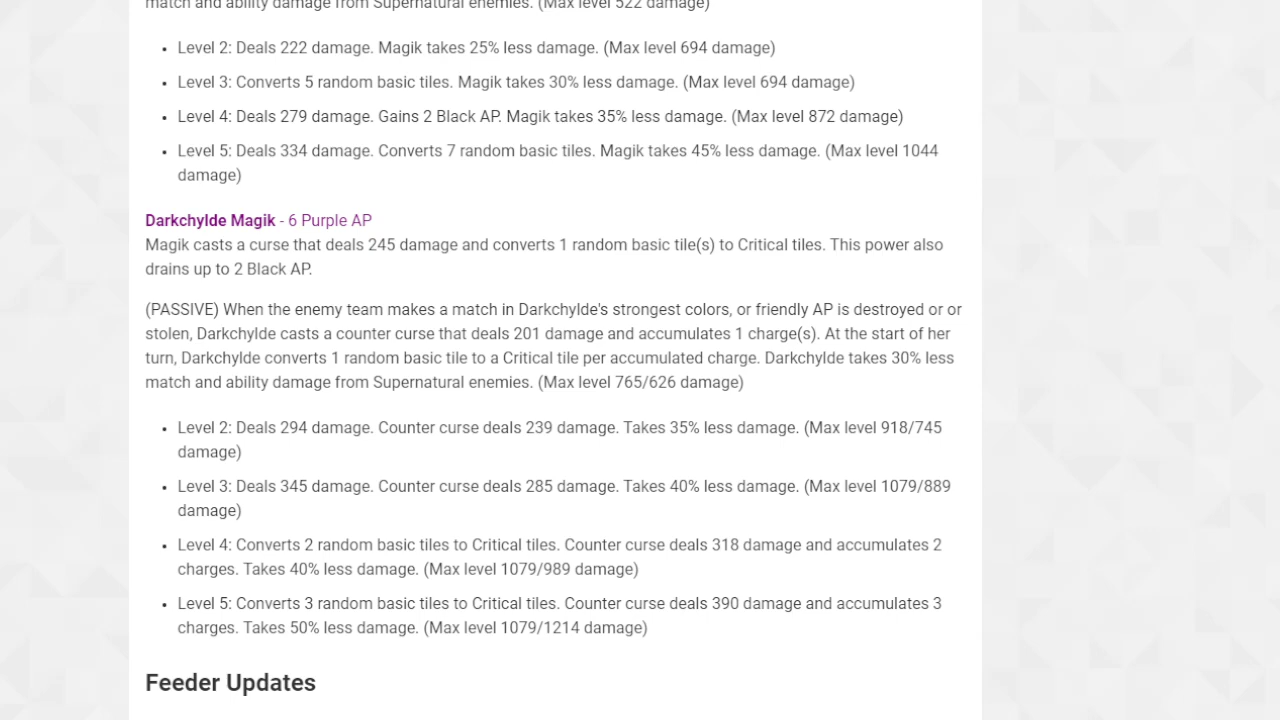 match and ability damage from Supernatural enemies. (Max level 522 damage)
• Level 2: Deals 222 damage. Magik takes 25% less damage. (Max level 694 damage)
• Level 3: Converts 5 random basic tiles. Magik takes 30% less damage. (Max level 694 damage)
• Level 4: Deals 279 damage. Gains 2 Black AP. Magik takes 35% less damage. (Max level 872 damage)
• Level 5: Deals 334 damage. Converts 7 random basic tiles. Magik takes 45% less damage. (Max level 1044
damage)
Darkchylde Magik - 6 Purple AP
Magik casts a curse that deals 245 damage and converts 1 random basic tile(s) to Critical tiles. This power also
drains up to 2 Black AP.
(PASSIVE) When the enemy team makes a match in Darkchylde's strongest colors, or friendly AP is destroyed or or
stolen, Darkchylde casts a counter curse that deals 201 damage and accumulates 1 charge(s). At the start of her
turn, Darkchylde converts 1 random basic tile to a Critical tile per accumulated charge. Darkchylde takes 30% less
match and ability damage from Supernatural enemies. (Max level 765/626 damage)
• Level 2: Deals 294 damage. Counter curse deals 239 damage. Takes 35% less damage. (Max level 918/745
damage)
• Level 3: Deals 345 damage. Counter curse deals 285 damage. Takes 40% less damage. (Max level 1079/889
damage)
• Level 4: Converts 2 random basic tiles to Critical tiles. Counter curse deals 318 damage and accumulates 2
charges. Takes 40% less damage. (Max level 1079/989 damage)
• Level 5: Converts 3 random basic tiles to Critical tiles. Counter curse deals 390 damage and accumulates 3
charges. Takes 50% less damage. (Max level 1079/1214 damage)
Feeder Updates